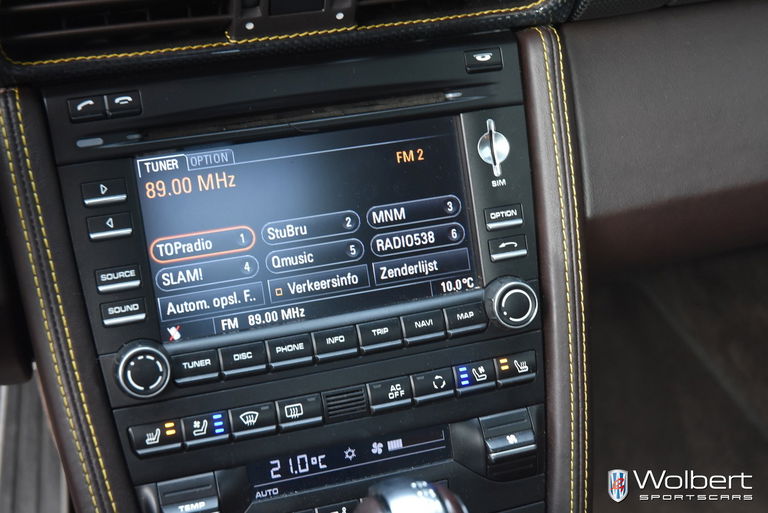 TUNER OPTION
FM 2
89.00 MHz
TOPradio 1 StuBru 2 MNM 3
SLAM! 4 Qmusic 5 RADIO538 6
Autom. opsl. F.. Verkeersinfo Zenderlijst
FM 89.00 MHz 10.0°C
SIM
OPTION
SOURCE
SOUND
TUNER DISC PHONE INFO TRIP NAVI MAP
AC OFF
21.0°C
AUTO
TEMP
Wolbert
SPORTSCARS